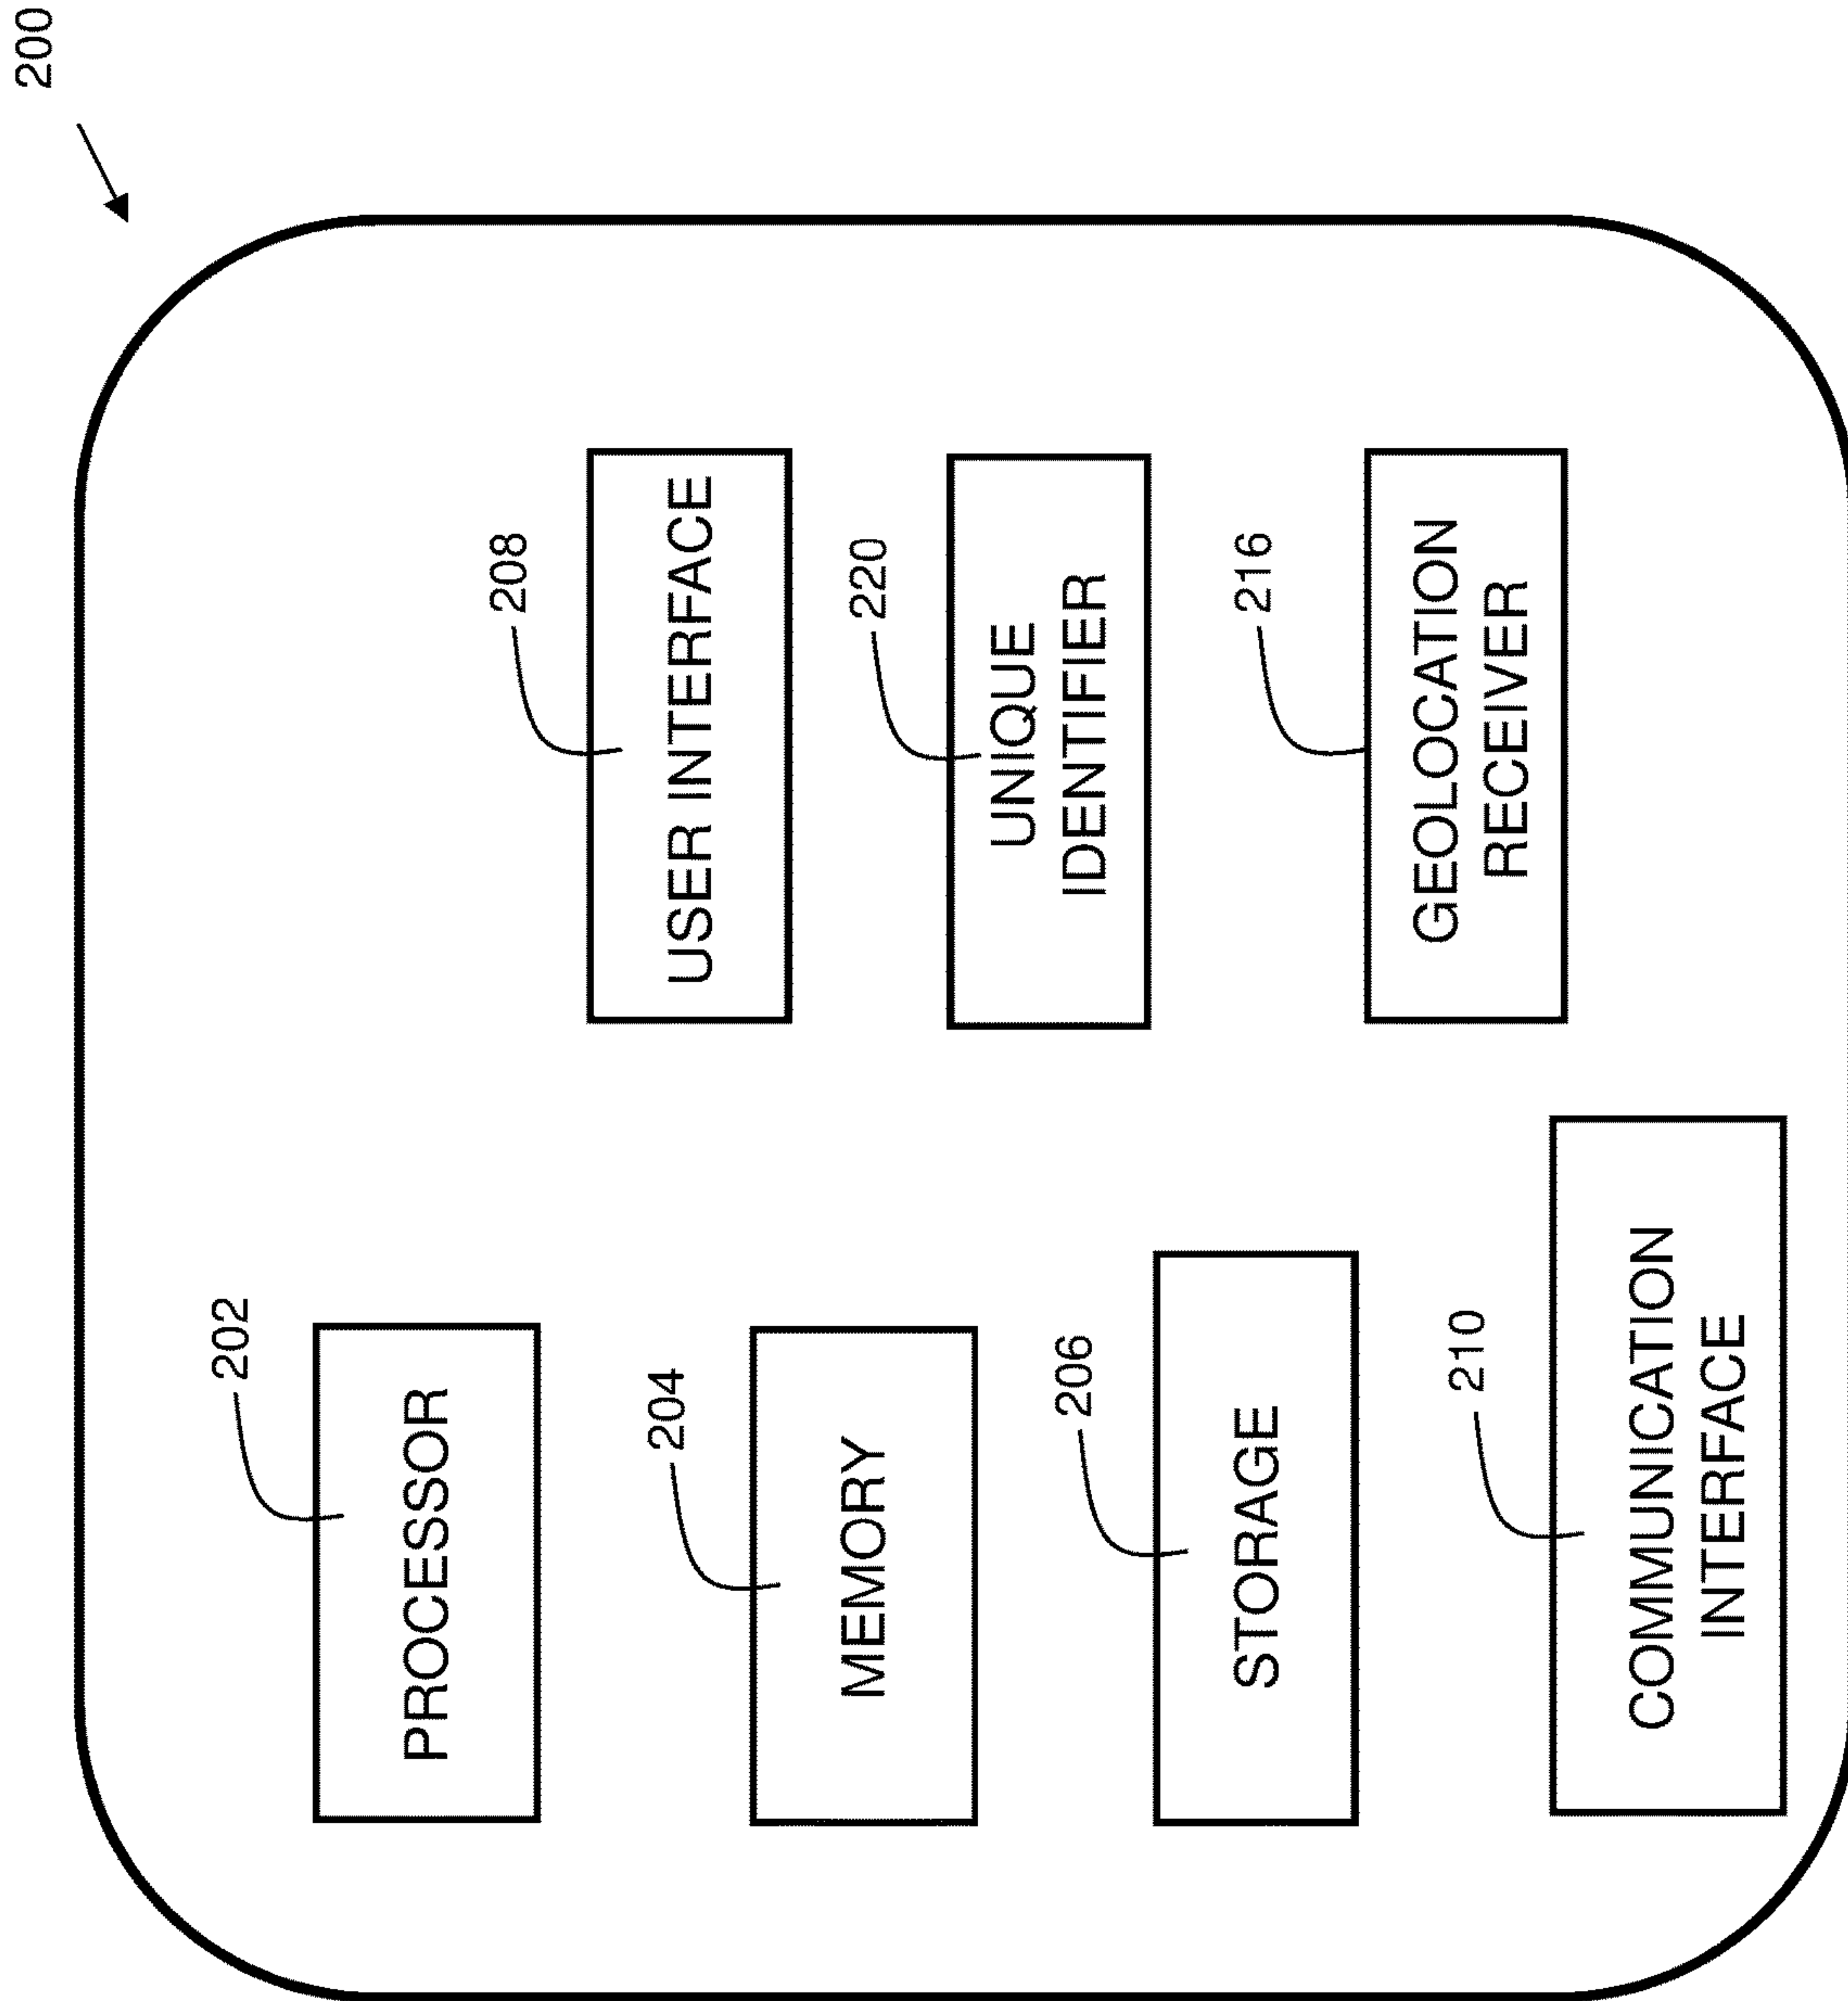 200
202
PROCESSOR
204
MEMORY
206
STORAGE
210
COMMUNICATION
INTERFACE
208
USER INTERFACE
220
UNIQUE
IDENTIFIER
216
GEOLOCATION
RECEIVER